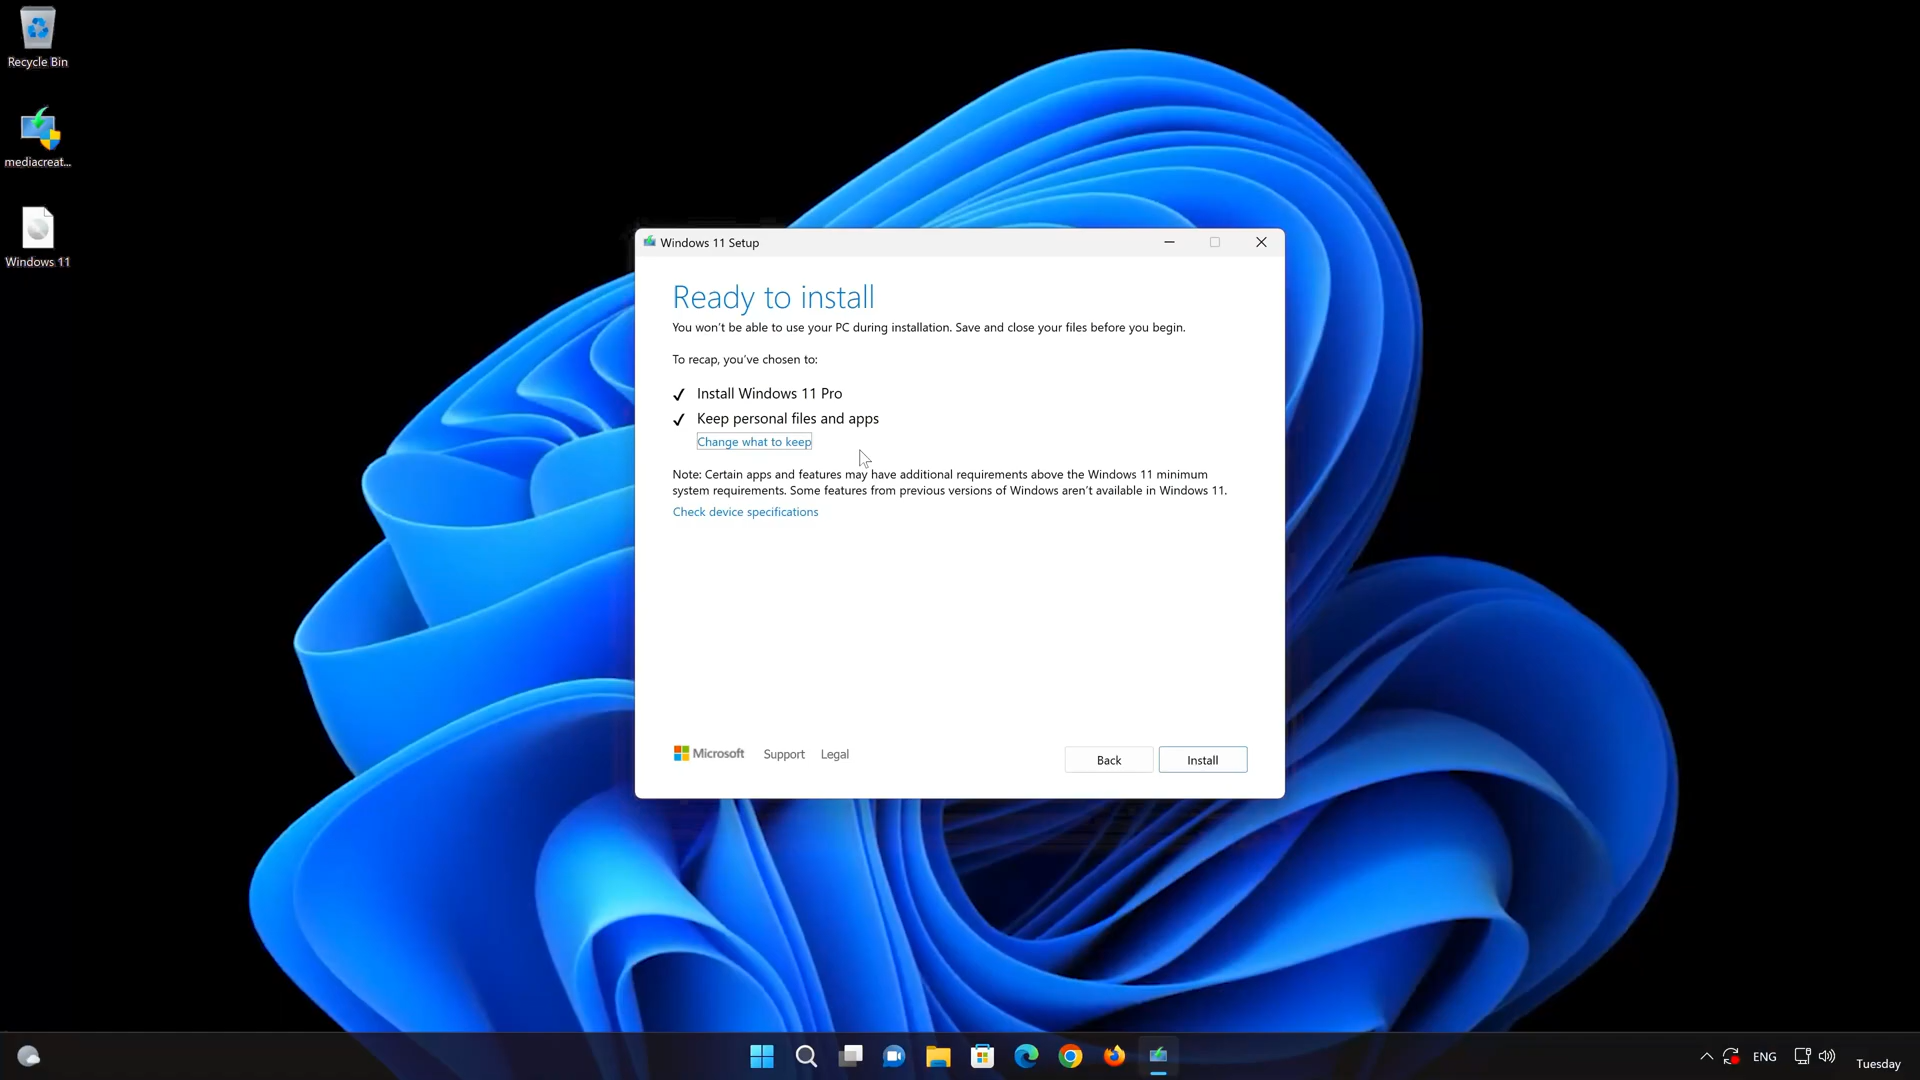 Recycle Bin
mediacreat...
Windows 11
Windows 11 Setup
Ready to install
You won't be able to use your PC during installation. Save and close your files before you begin.
To recap, you've chosen to:
Install Windows 11 Pro
Keep personal files and apps
Change what to keep
Note: Certain apps and features may have additional requirements above the Windows 11 minimum
system requirements. Some features from previous versions of Windows aren't available in Windows 11.
Check device specifications
Microsoft Support Legal
Back Install
ENG
Tuesday